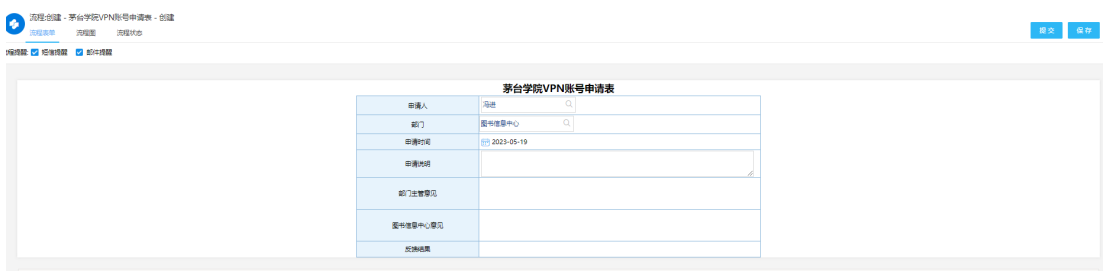 流程:创建 - 茅台学院VPN账号申请表 - 创建
流程表单 流程图 流程状态
提交 保存
流程提醒: 短信提醒 邮件提醒
茅台学院VPN账号申请表
申请人 冯进
部门 图书信息中心
申请时间 2023-05-19
申请说明
部门主管意见
图书信息中心意见
反馈结果